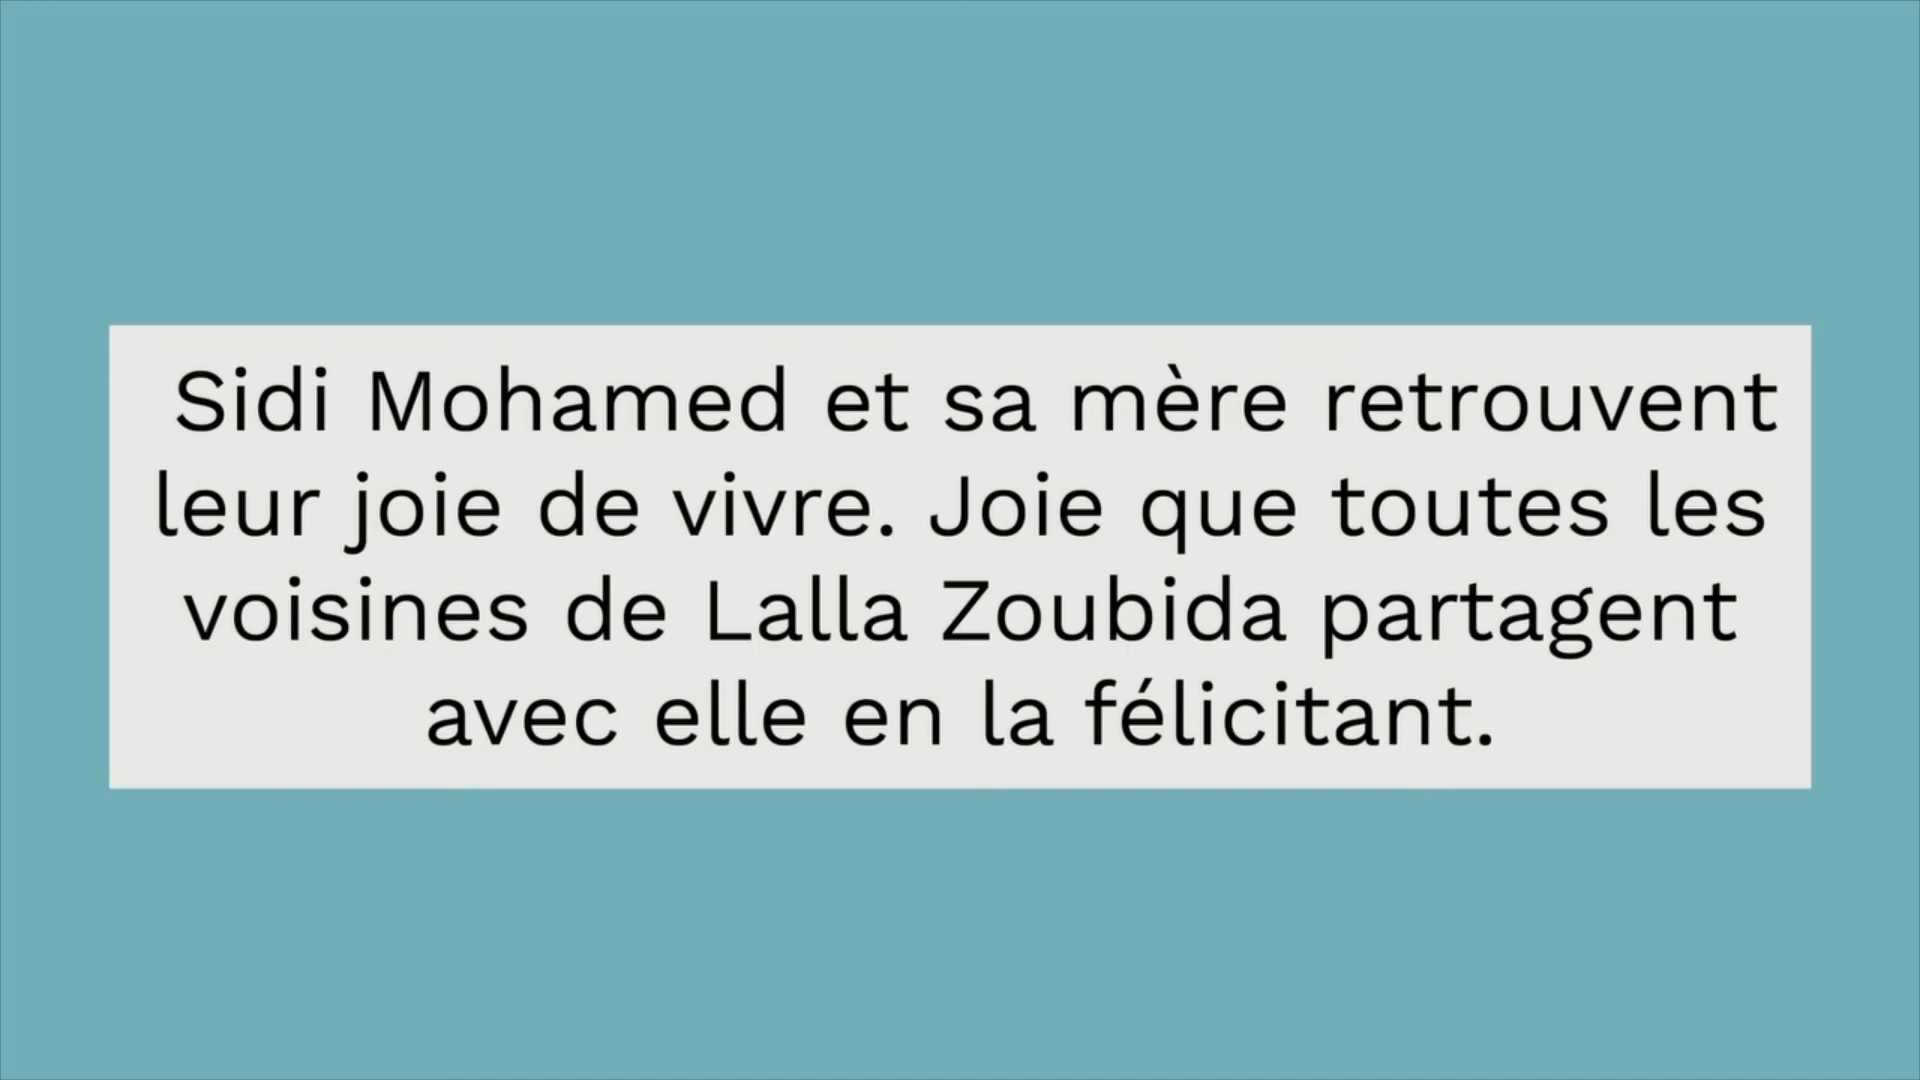 Sidi Mohamed et sa mère retrouvent
leur joie de vivre. Joie que toutes les
voisines de Lalla Zoubida partagent
avec elle en la félicitant.